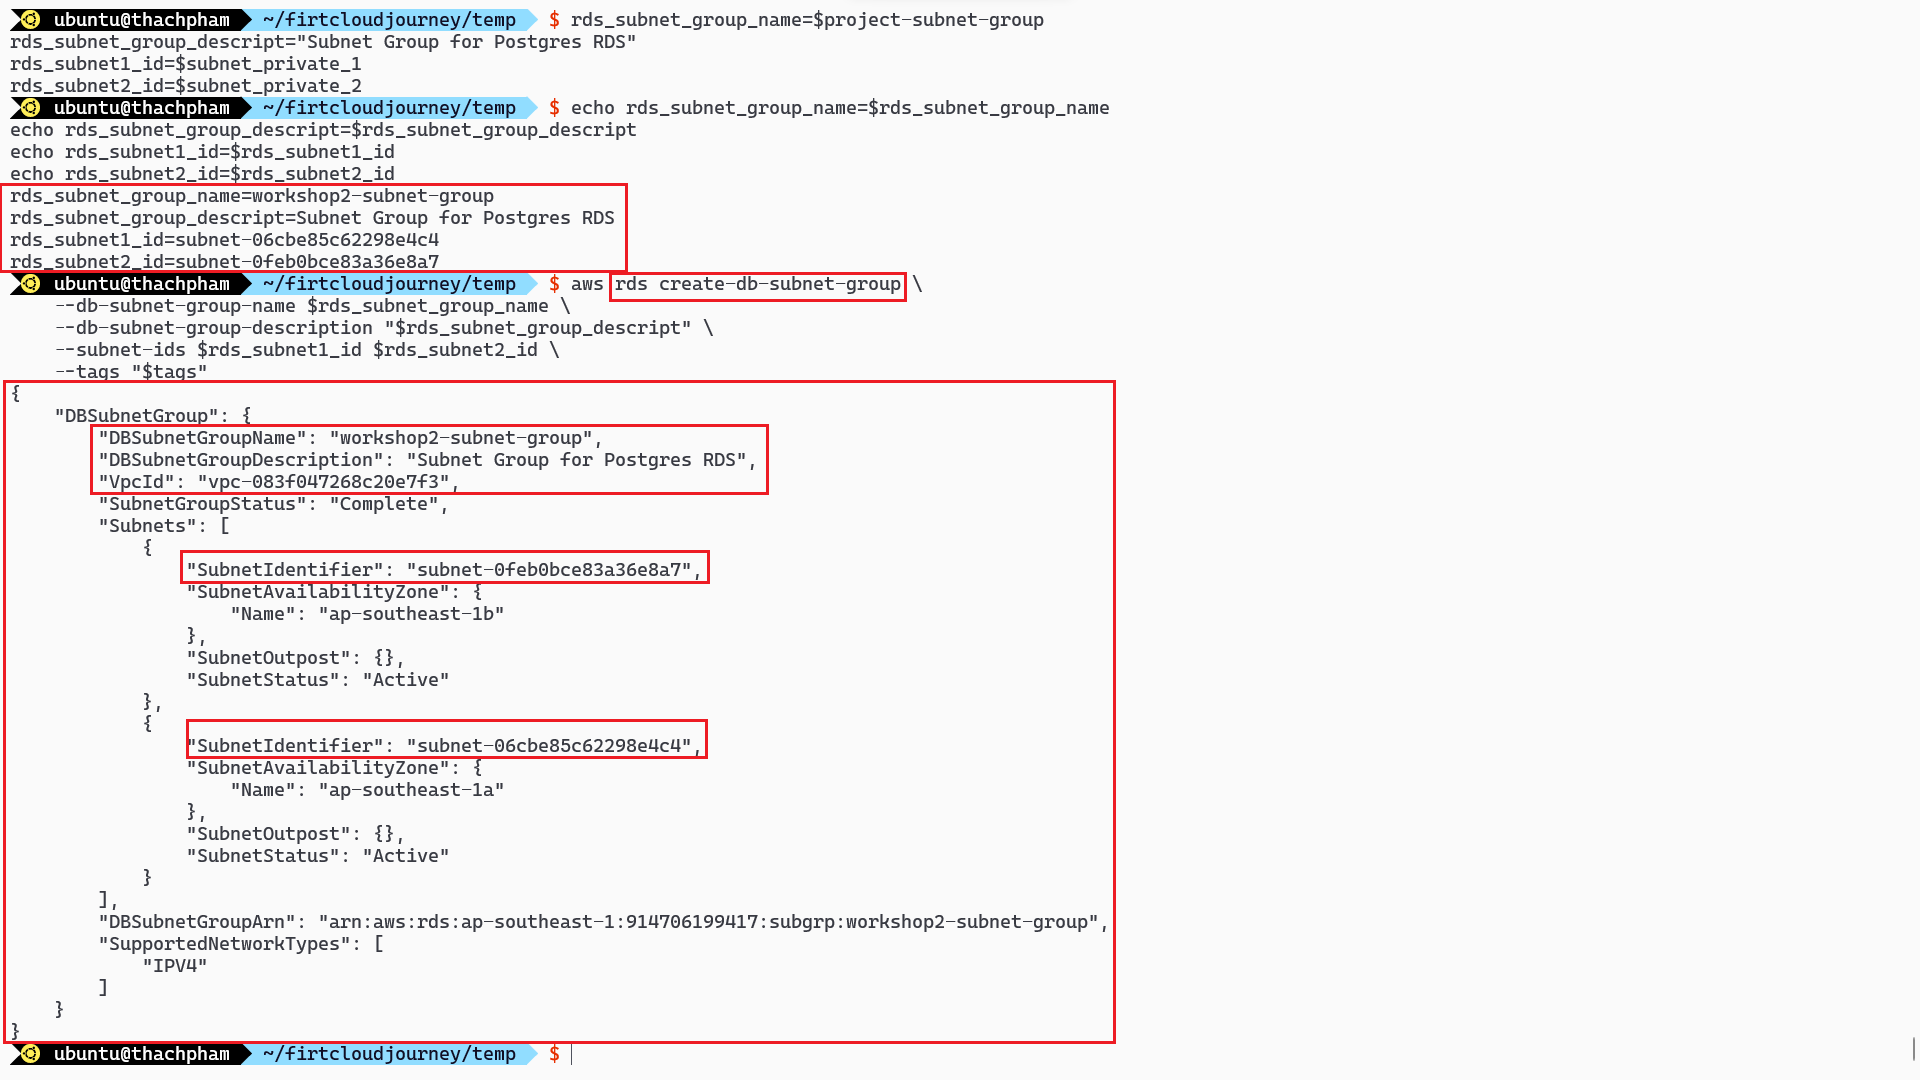 ubuntu@thachpham ~/firtcloudjourney/temp $ rds_subnet_group_name=$project-subnet-group
rds_subnet_group_descript="Subnet Group for Postgres RDS"
rds_subnet1_id=$subnet_private_1
rds_subnet2_id=$subnet_private_2
ubuntu@thachpham ~/firtcloudjourney/temp $ echo rds_subnet_group_name=$rds_subnet_group_name
echo rds_subnet_group_descript=$rds_subnet_group_descript
echo rds_subnet1_id=$rds_subnet1_id
echo rds_subnet2_id=$rds_subnet2_id
rds_subnet_group_name=workshop2-subnet-group
rds_subnet_group_descript=Subnet Group for Postgres RDS
rds_subnet1_id=subnet-06cbe85c62298e4c4
rds_subnet2_id=subnet-0feb0bce83a36e8a7
ubuntu@thachpham ~/firtcloudjourney/temp $ aws rds create-db-subnet-group \
    --db-subnet-group-name $rds_subnet_group_name \
    --db-subnet-group-description "$rds_subnet_group_descript" \
    --subnet-ids $rds_subnet1_id $rds_subnet2_id \
    --tags "$tags"
{
    "DBSubnetGroup": {
        "DBSubnetGroupName": "workshop2-subnet-group",
        "DBSubnetGroupDescription": "Subnet Group for Postgres RDS",
        "VpcId": "vpc-083f047268c20e7f3",
        "SubnetGroupStatus": "Complete",
        "Subnets": [
            {
                "SubnetIdentifier": "subnet-0feb0bce83a36e8a7",
                "SubnetAvailabilityZone": {
                    "Name": "ap-southeast-1b"
                },
                "SubnetOutpost": {},
                "SubnetStatus": "Active"
            },
            {
                "SubnetIdentifier": "subnet-06cbe85c62298e4c4",
                "SubnetAvailabilityZone": {
                    "Name": "ap-southeast-1a"
                },
                "SubnetOutpost": {},
                "SubnetStatus": "Active"
            }
        ],
        "DBSubnetGroupArn": "arn:aws:rds:ap-southeast-1:914706199417:subgrp:workshop2-subnet-group",
        "SupportedNetworkTypes": [
            "IPV4"
        ]
    }
}
ubuntu@thachpham ~/firtcloudjourney/temp $